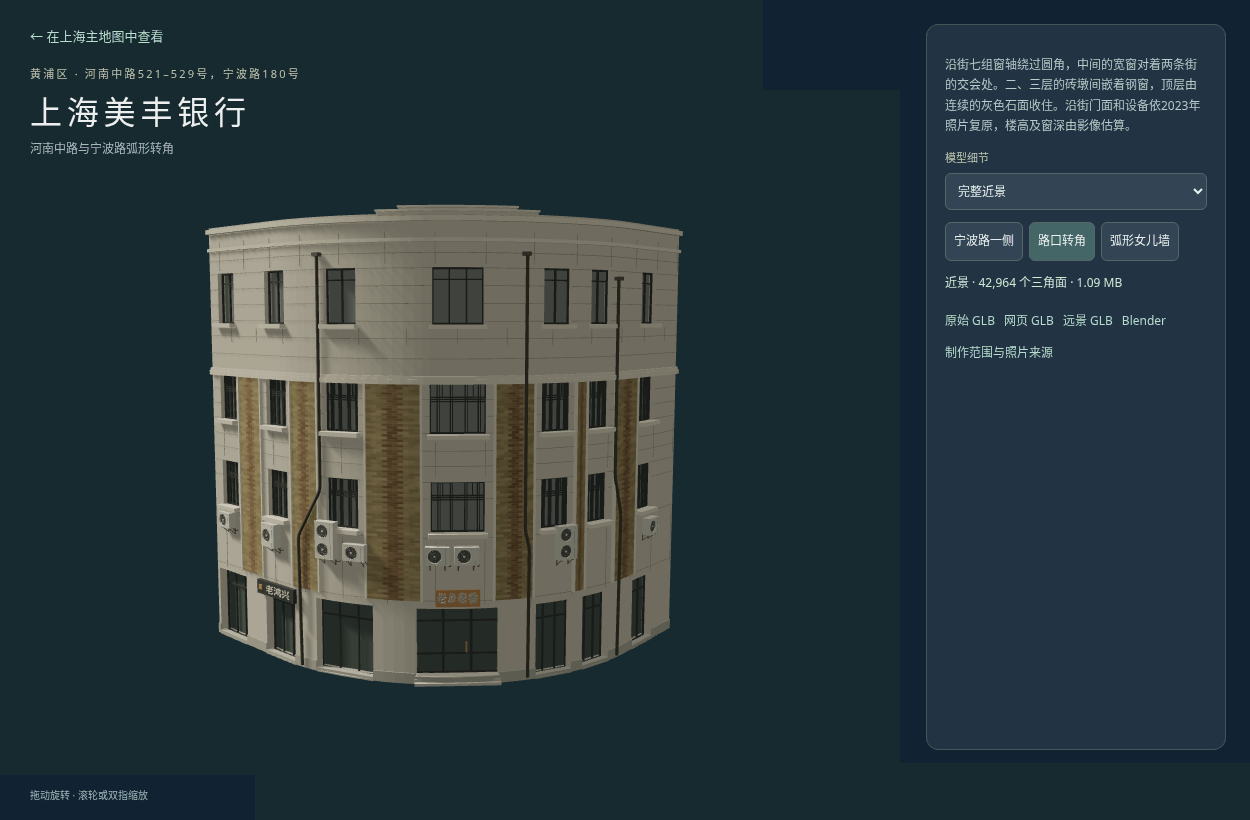 ← 在上海主地图中查看
黄浦区 · 河南中路521–529号，宁波路180号
上海美丰银行
河南中路与宁波路弧形转角
沿街七组窗轴绕过圆角，中间的宽窗对着两条街
的交会处。二、三层的砖墩间嵌着钢窗，顶层由
连续的灰色石面收住。沿街门面和设备依2023年
照片复原，楼高及窗深由影像估算。
模型细节
完整近景
宁波路一侧 路口转角 弧形女儿墙
近景 · 42,964 个三角面 · 1.09 MB
原始 GLB 网页 GLB 远景 GLB Blender
制作范围与照片来源
老鸿兴
拖动旋转 · 滚轮或双指缩放